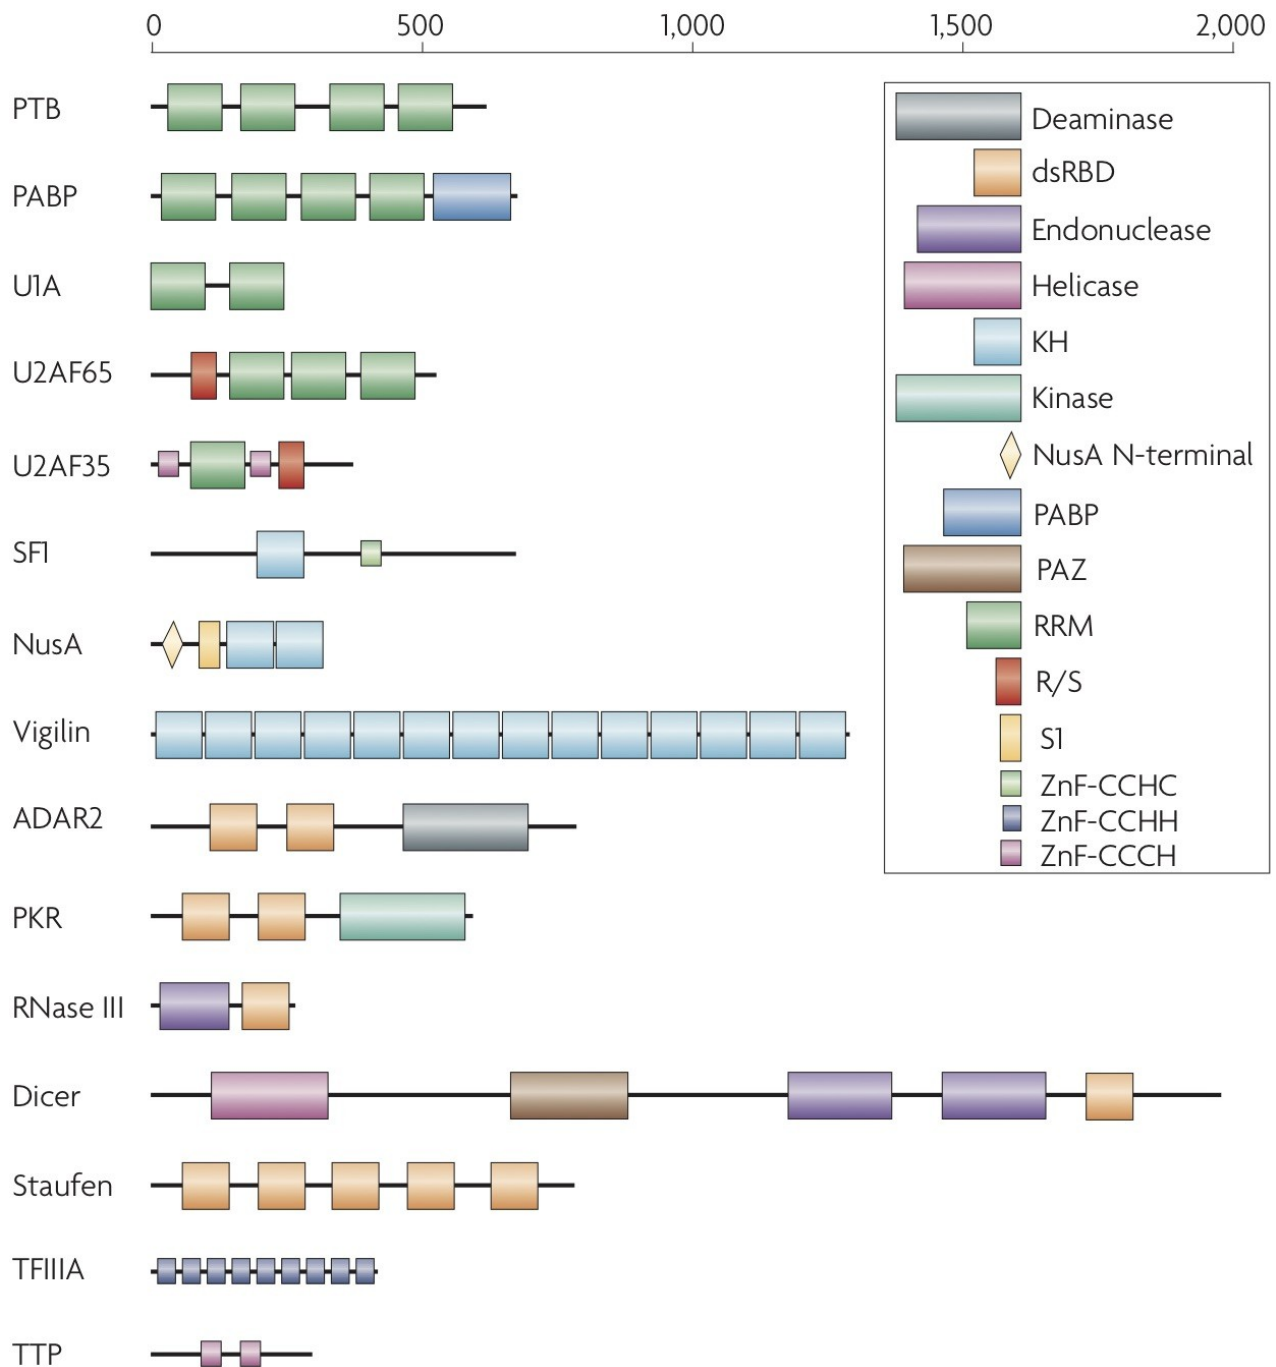 0 500 1,000 1,500 2,000
PTB
PABP
U1A
U2AF65
U2AF35
SF1
NusA
Vigilin
ADAR2
PKR
RNase III
Dicer
Staufen
TFIIIA
TTP
Deaminase
dsRBD
Endonuclease
Helicase
KH
Kinase
NusA N-terminal
PABP
PAZ
RRM
R/S
S1
ZnF-CCHC
ZnF-CCHH
ZnF-CCCH